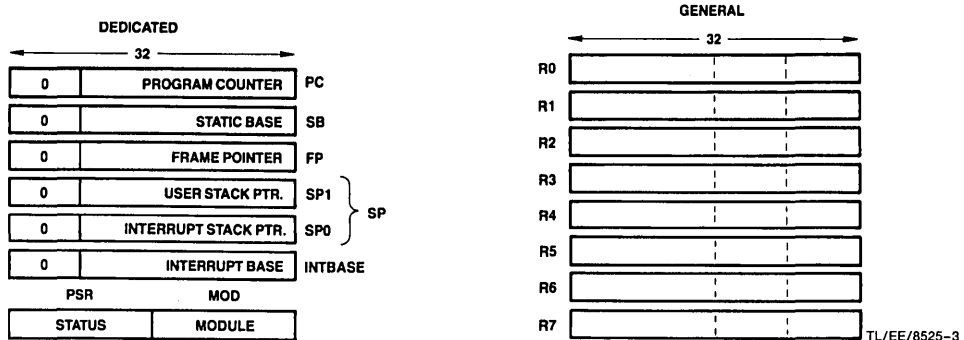 DEDICATED
32
0 PROGRAM COUNTER PC
0 STATIC BASE SB
0 FRAME POINTER FP
0 USER STACK PTR. SP1
SP
0 INTERRUPT STACK PTR. SP0
0 INTERRUPT BASE INTBASE
PSR MOD
STATUS MODULE
GENERAL
32
R0
R1
R2
R3
R4
R5
R6
R7
TL/EE/8525-3